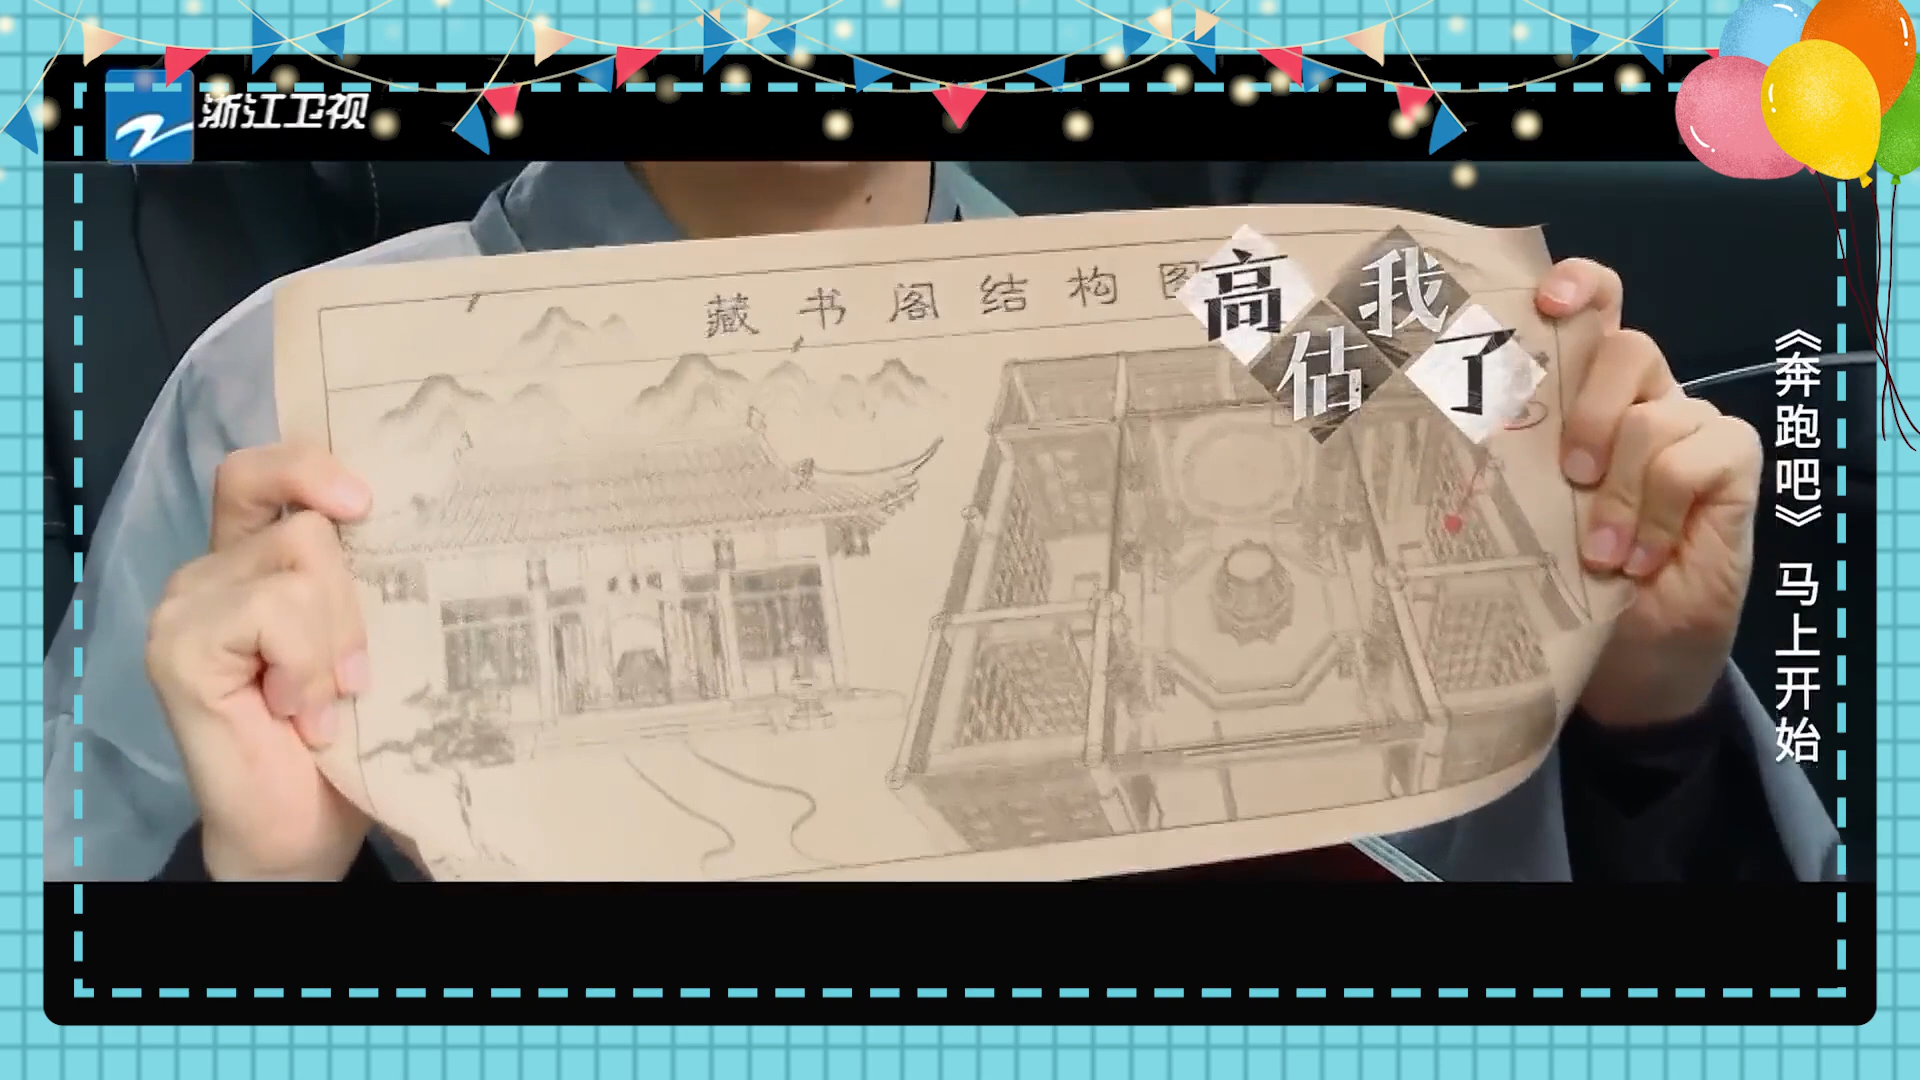 浙江卫视
藏书阁结构图
高估我了
《奔跑吧》 马上开始